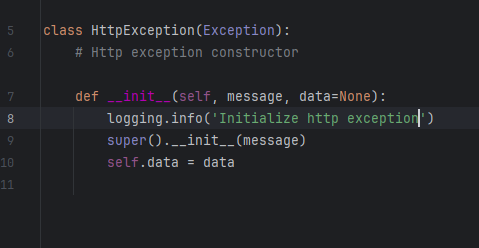 5 class HttpException(Exception):
6     # Http exception constructor
7     def __init__(self, message, data=None):
8         logging.info('Initialize http exception')
9         super().__init__(message)
10         self.data = data
11